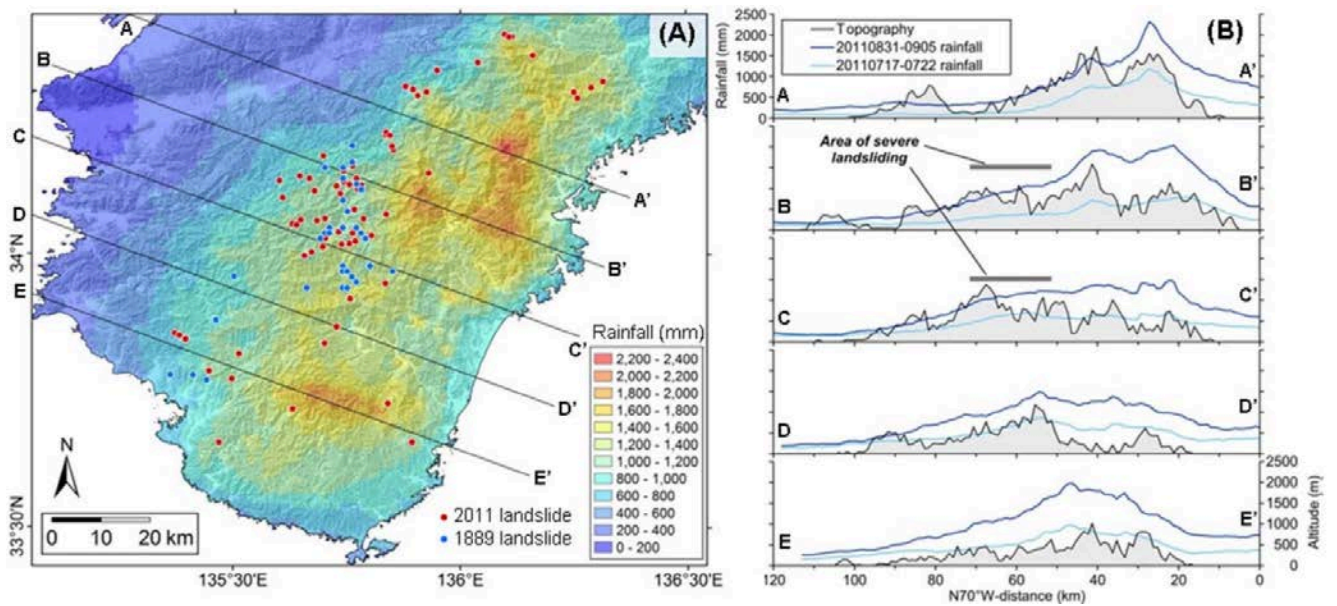 (A)
A
B
C
D
E
A'
B'
C'
D'
E'
34°N
33°30'N
N
0 10 20 km
135°30'E
136°E
136°30'E
2011 landslide
1889 landslide
Rainfall (mm)
2,200 - 2,400
2,000 - 2,200
1,800 - 2,000
1,600 - 1,800
1,400 - 1,600
1,200 - 1,400
1,000 - 1,200
800 - 1,000
600 - 800
400 - 600
200 - 400
0 - 200
(B)
Rainfall (mm)
2500
2000
1500
1000
500
0
Topography
20110831-0905 rainfall
20110717-0722 rainfall
A
A'
Area of severe
landsliding
B
B'
C
C'
D
D'
E
E'
2500
2000
1500
1000
500
0
Altitude (m)
120 100 80 60 40 20 0
N70°W-distance (km)